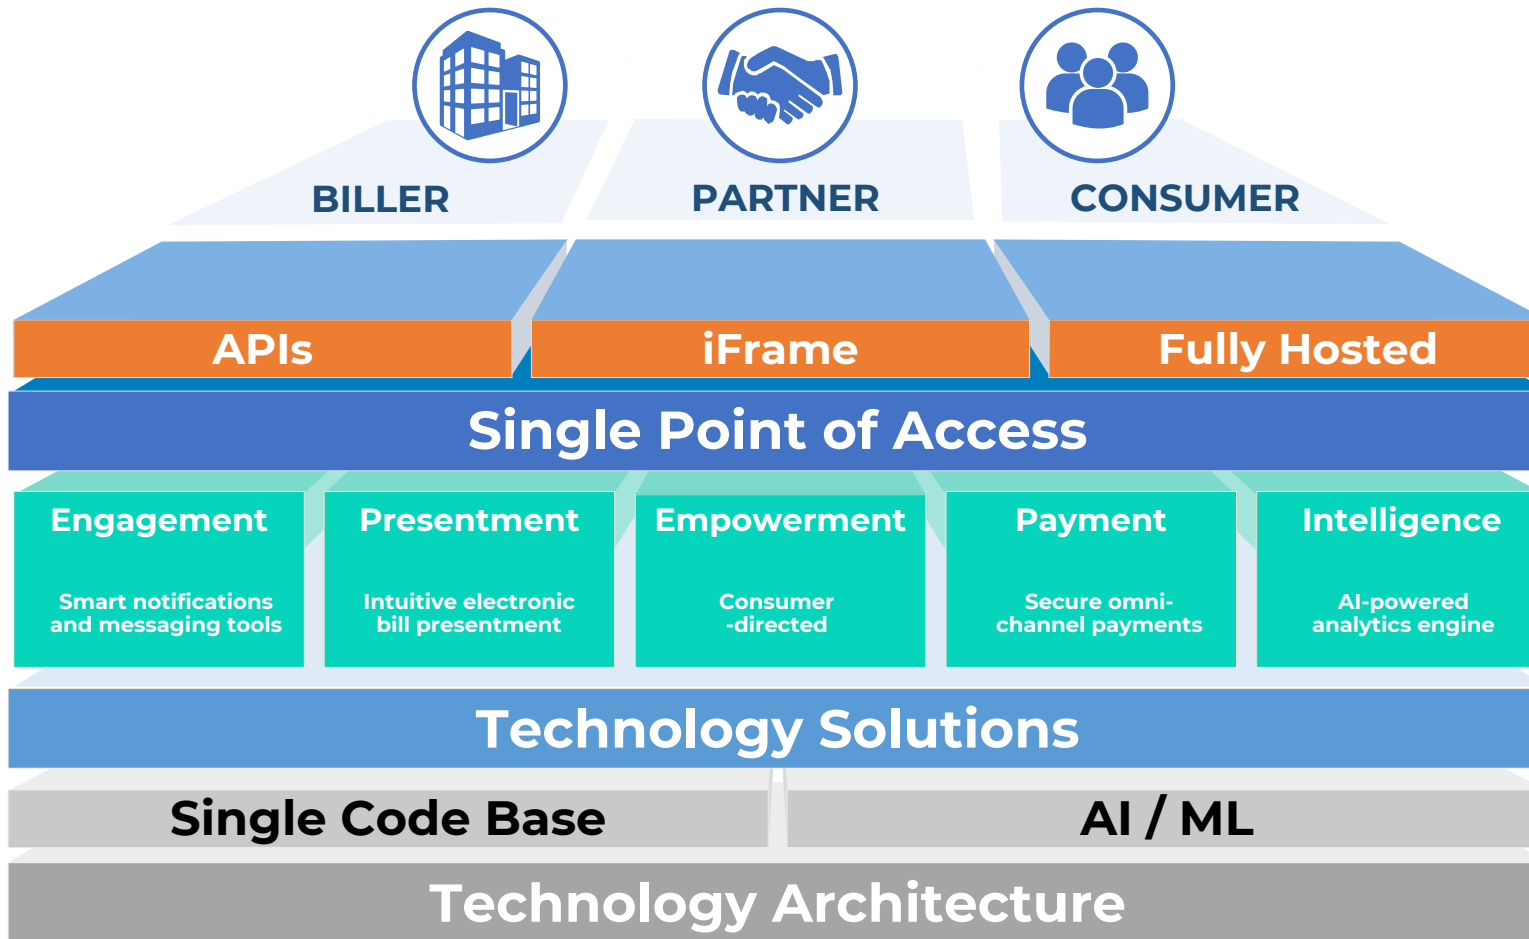 BILLER
PARTNER
CONSUMER
APIs
iFrame
Fully Hosted
Single Point of Access
Engagement
Smart notifications
and messaging tools
Presentment
Intuitive electronic
bill presentment
Empowerment
Consumer
-directed
Payment
Secure omni-
channel payments
Intelligence
AI-powered
analytics engine
Technology Solutions
Single Code Base
AI / ML
Technology Architecture